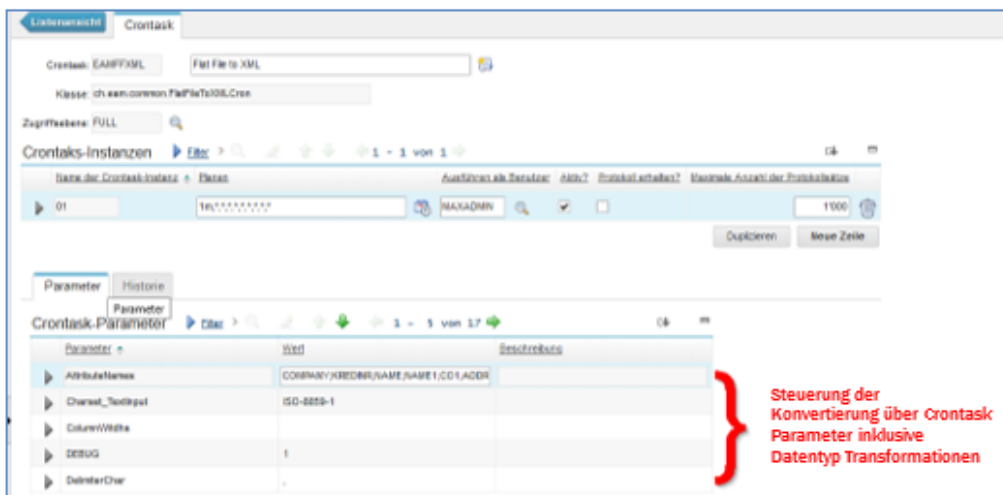 Listenansicht Crontask
Crontask: EAMFFXML Flat File to XML
Klasse: ch.eam.common.FlatFileToXMLCron
Zugriffsebene: FULL
Crontaks-Instanzen Filter 1 - 1 von 1
Name der Crontask-Instanz Planen Ausführen als Benutzer Aktiv? Protokoll erhalten? Maximale Anzahl der Protokollsätze
01 1m,*,*,*,*,*,*,*,*,* MAXADMIN 1'000
Duplizieren Neue Zeile
Parameter Historie
Parameter
Crontask-Parameter Filter 1 - 5 von 17
Parameter Wert Beschreibung
AttributeNames COMPANY;KREDINR;NAME;NAME1;CO1;ADDR
Charset_TextInput ISO-8859-1
ColumnWidths
DEBUG 1
DelimiterChar
Steuerung der
Konvertierung über Crontask
Parameter inklusive
Datentyp Transformationen